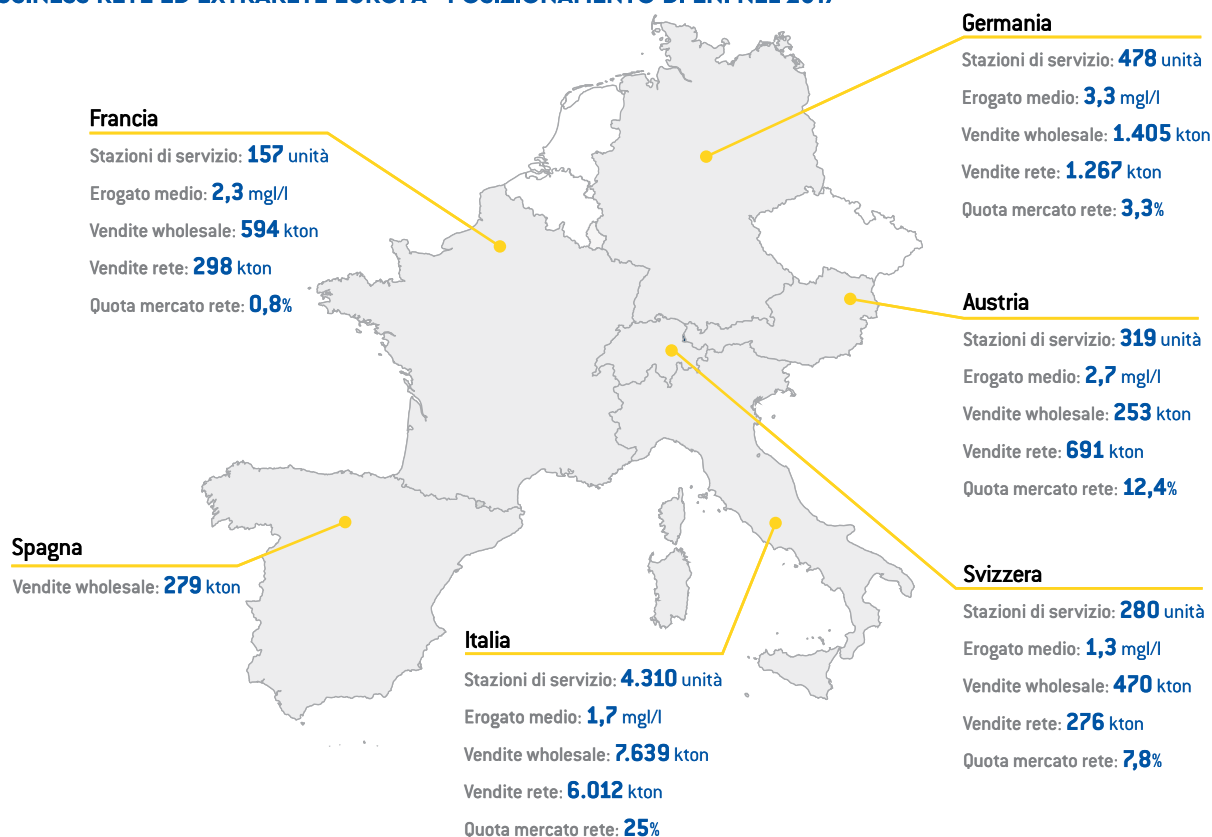 Germania
Stazioni di servizio: 478 unità
Erogato medio: 3,3 mgl/l
Vendite wholesale: 1.405 kton
Vendite rete: 1.267 kton
Quota mercato rete: 3,3%
Francia
Stazioni di servizio: 157 unità
Erogato medio: 2,3 mgl/l
Vendite wholesale: 594 kton
Vendite rete: 298 kton
Quota mercato rete: 0,8%
Austria
Stazioni di servizio: 319 unità
Erogato medio: 2,7 mgl/l
Vendite wholesale: 253 kton
Vendite rete: 691 kton
Quota mercato rete: 12,4%
Spagna
Vendite wholesale: 279 kton
Svizzera
Stazioni di servizio: 280 unità
Erogato medio: 1,3 mgl/l
Vendite wholesale: 470 kton
Vendite rete: 276 kton
Quota mercato rete: 7,8%
Italia
Stazioni di servizio: 4.310 unità
Erogato medio: 1,7 mgl/l
Vendite wholesale: 7.639 kton
Vendite rete: 6.012 kton
Quota mercato rete: 25%